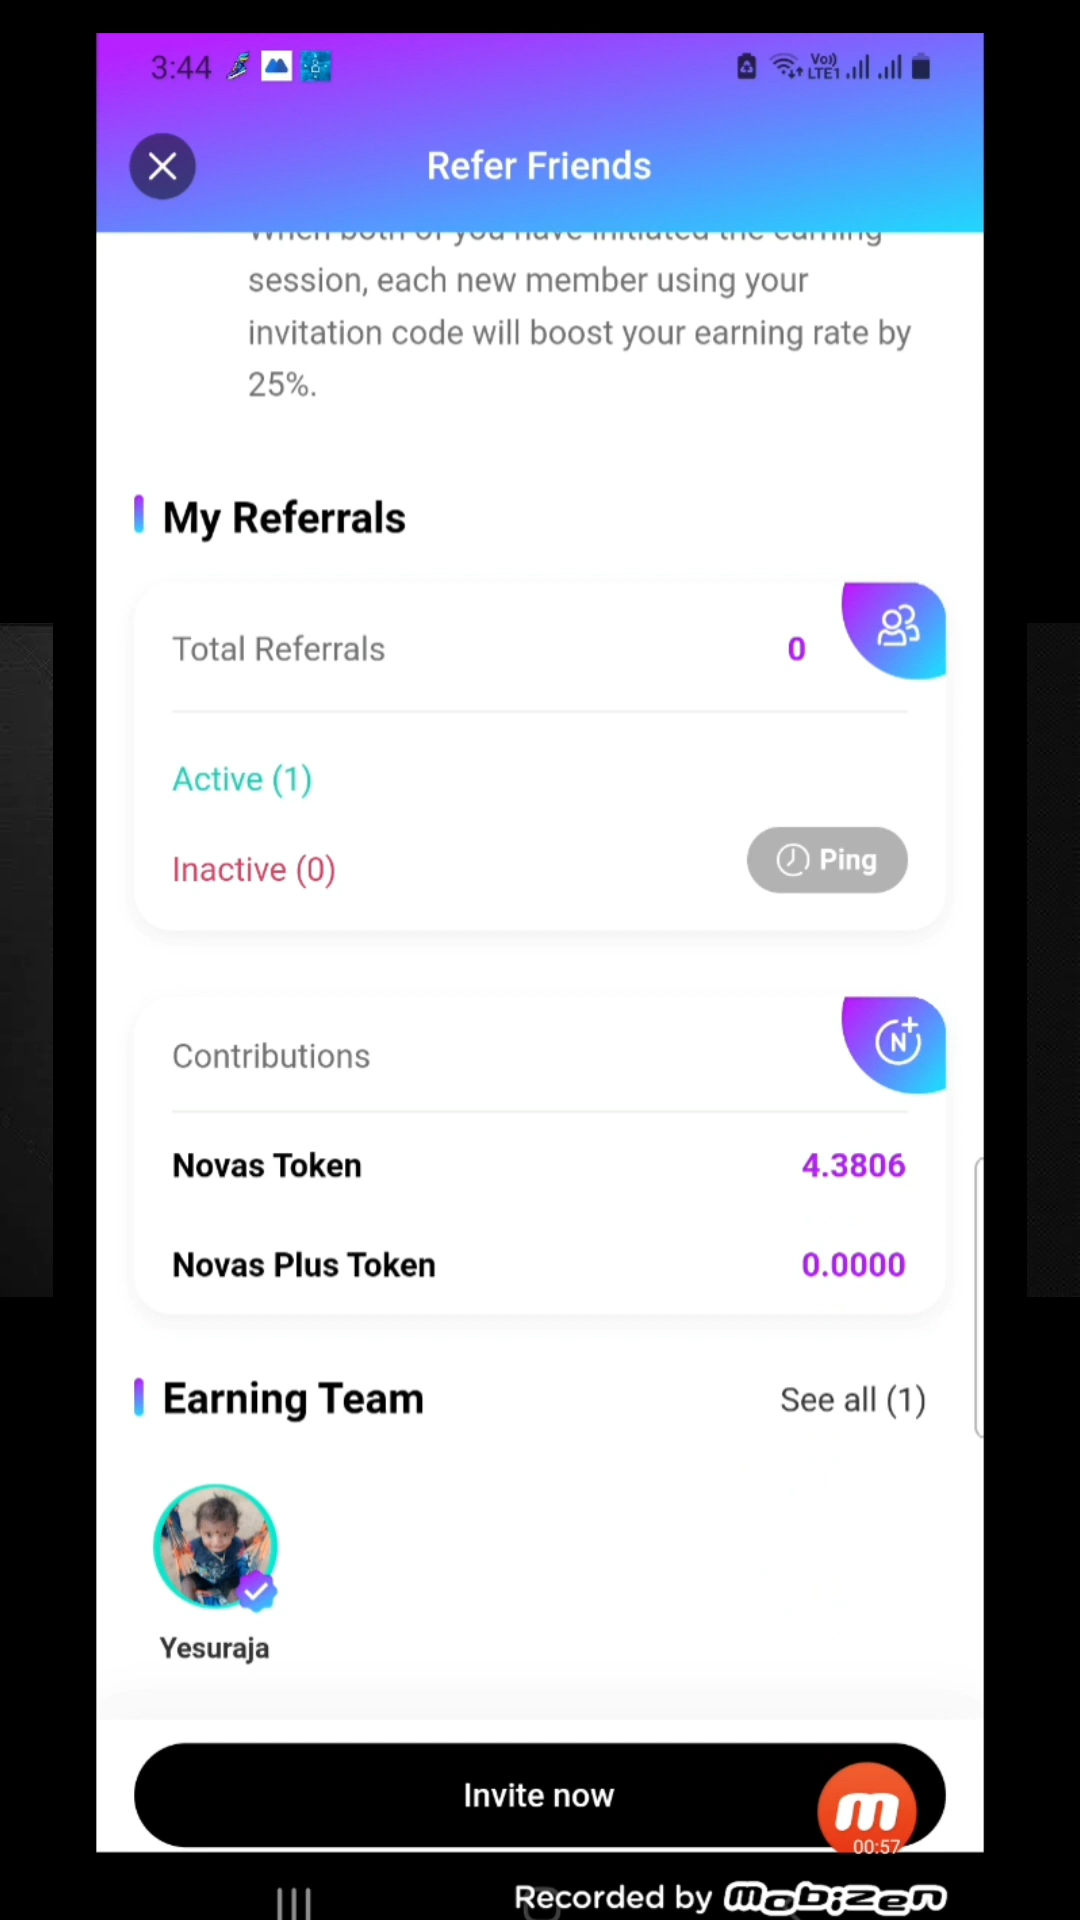 3:44
Vo))
LTE1
Refer Friends
When both of you have initiated the earning
session, each new member using your
invitation code will boost your earning rate by
25%.
My Referrals
Total Referrals 0
Active (1)
Inactive (0)
Ping
Contributions
N
Novas Token 4.3806
Novas Plus Token 0.0000
Earning Team See all (1)
Yesuraja
Invite now
m
00:57
Recorded by mobizen